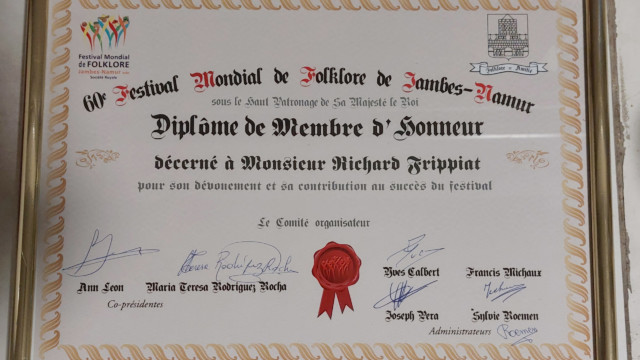 Festival Mondial
de FOLKLORE
Jambes-Namur
Société Royale
60e Festival Mondial de Folklore de Jambes-Namur
sous le Haut Patronage de Sa Majesté le Roi
Diplôme de Membre d'Honneur
décerné à Monsieur Richard Frippiat
pour son dévouement et sa contribution au succès du festival
Le Comité organisateur
Ann Leon
Maria Teresa Rodriguez Rocha
Co-présidentes
Yves Calbert
Francis Michaux
Joseph Pera
Sylvie Roemen
Administrateurs